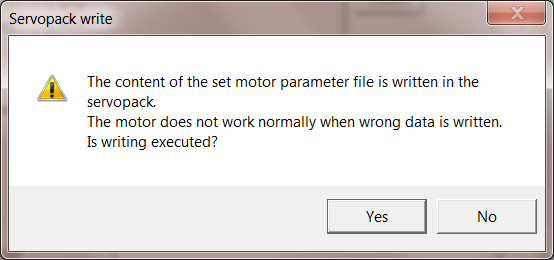 Servopack write
The content of the set motor parameter file is written in the
servopack.
The motor does not work normally when wrong data is written.
Is writing executed?
Yes
No